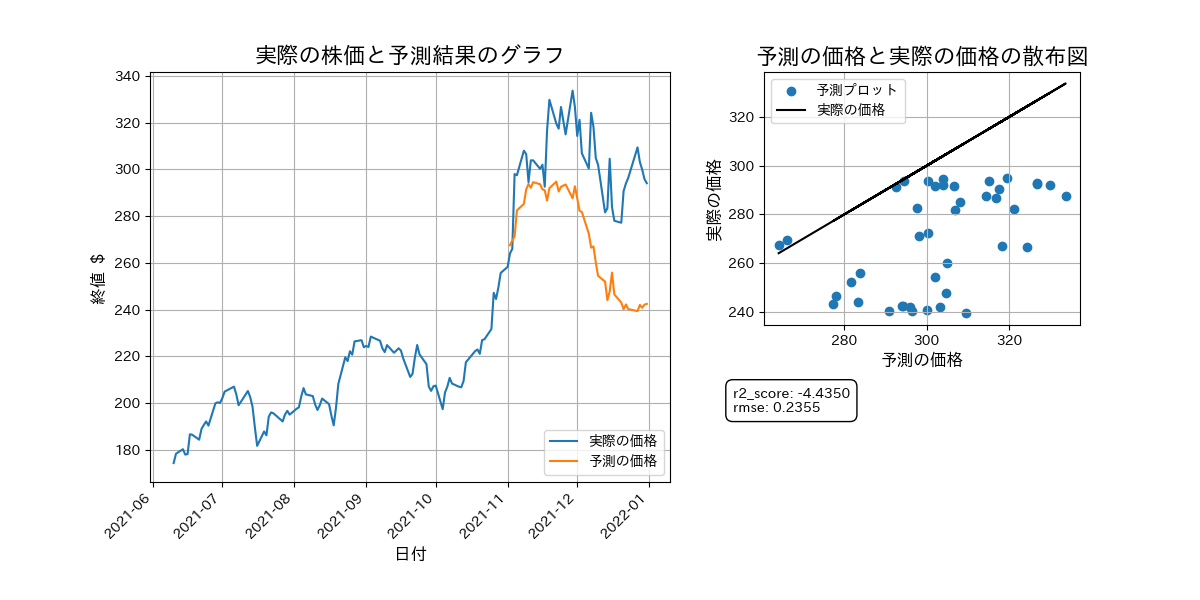 実際の株価と予測結果のグラフ
340
320
300
280
260
240
220
200
180
終値 $
2021-06
2021-07
2021-08
2021-09
2021-10
2021-11
2021-12
2022-01
日付
実際の価格
予測の価格
予測の価格と実際の価格の散布図
予測プロット
実際の価格
320
300
280
260
240
実際の価格
280
300
320
予測の価格
r2_score: -4.4350
rmse: 0.2355